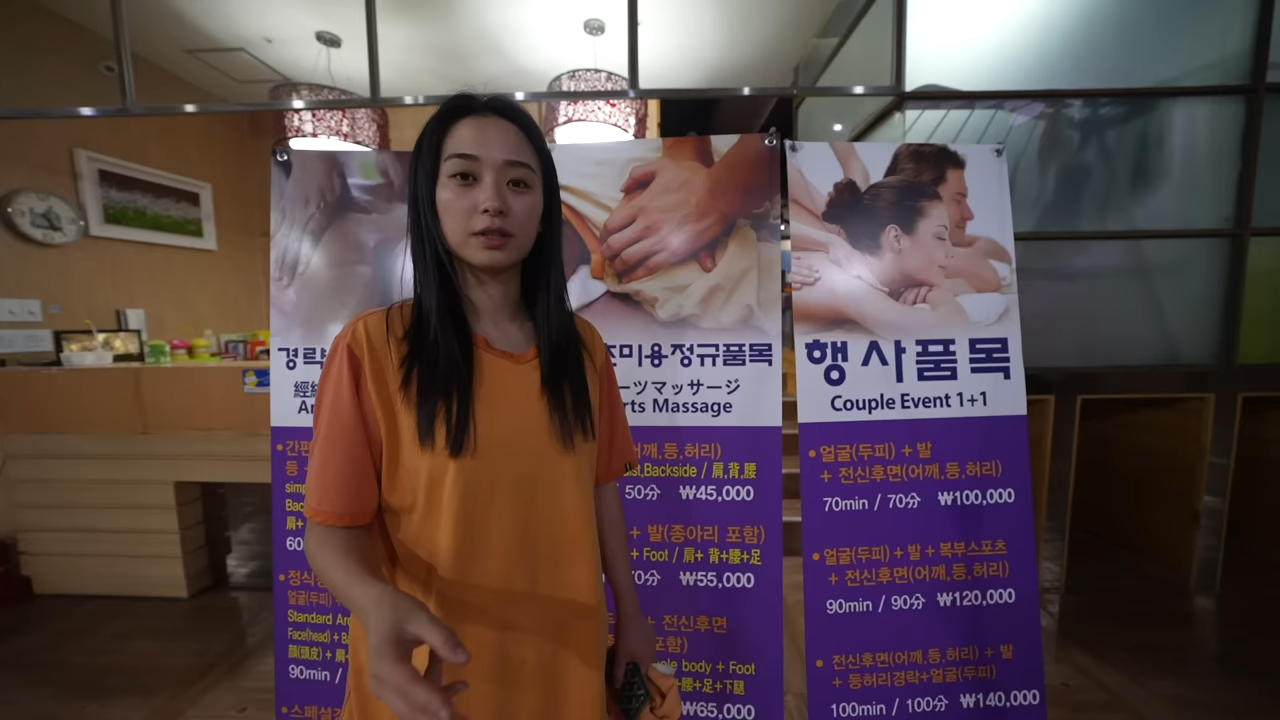 경락
經絡
간편
등
simp
Bac
肩+
60
정식
얼굴(두피)
Standard Aro
Face(head) + Ba
顔(頭皮) + 肩+
90min /
스페셜
미용정규품목
ーツマッサージ
rts Massage
어깨,등,허리)
ist,Backside / 肩,背,腰
50分 ₩45,000
+ 발(종아리 포함)
+ Foot / 肩+ 背+腰+足
70分 ₩55,000
+ 전신후면
포함)
le body + Foot
+腰+足+下腿
₩65,000
행사품목
Couple Event 1+1
얼굴(두피) + 발
+ 전신후면(어깨,등,허리)
70min / 70分 ₩100,000
얼굴(두피) + 발 + 복부스포츠
+ 전신후면(어깨,등,허리)
90min / 90分 ₩120,000
전신후면(어깨,등,허리) + 발
+ 등허리경락+얼굴(두피)
100min / 100分 ₩140,000